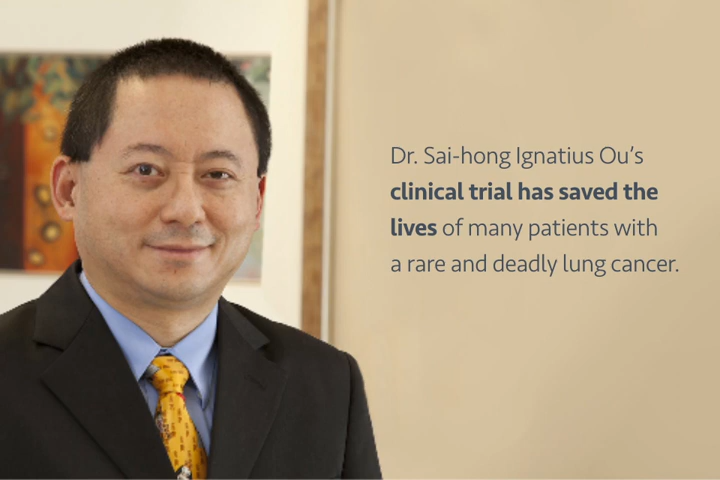 Dr. Sai-hong Ignatius Ou’s
clinical trial has saved the
lives of many patients with
a rare and deadly lung cancer.